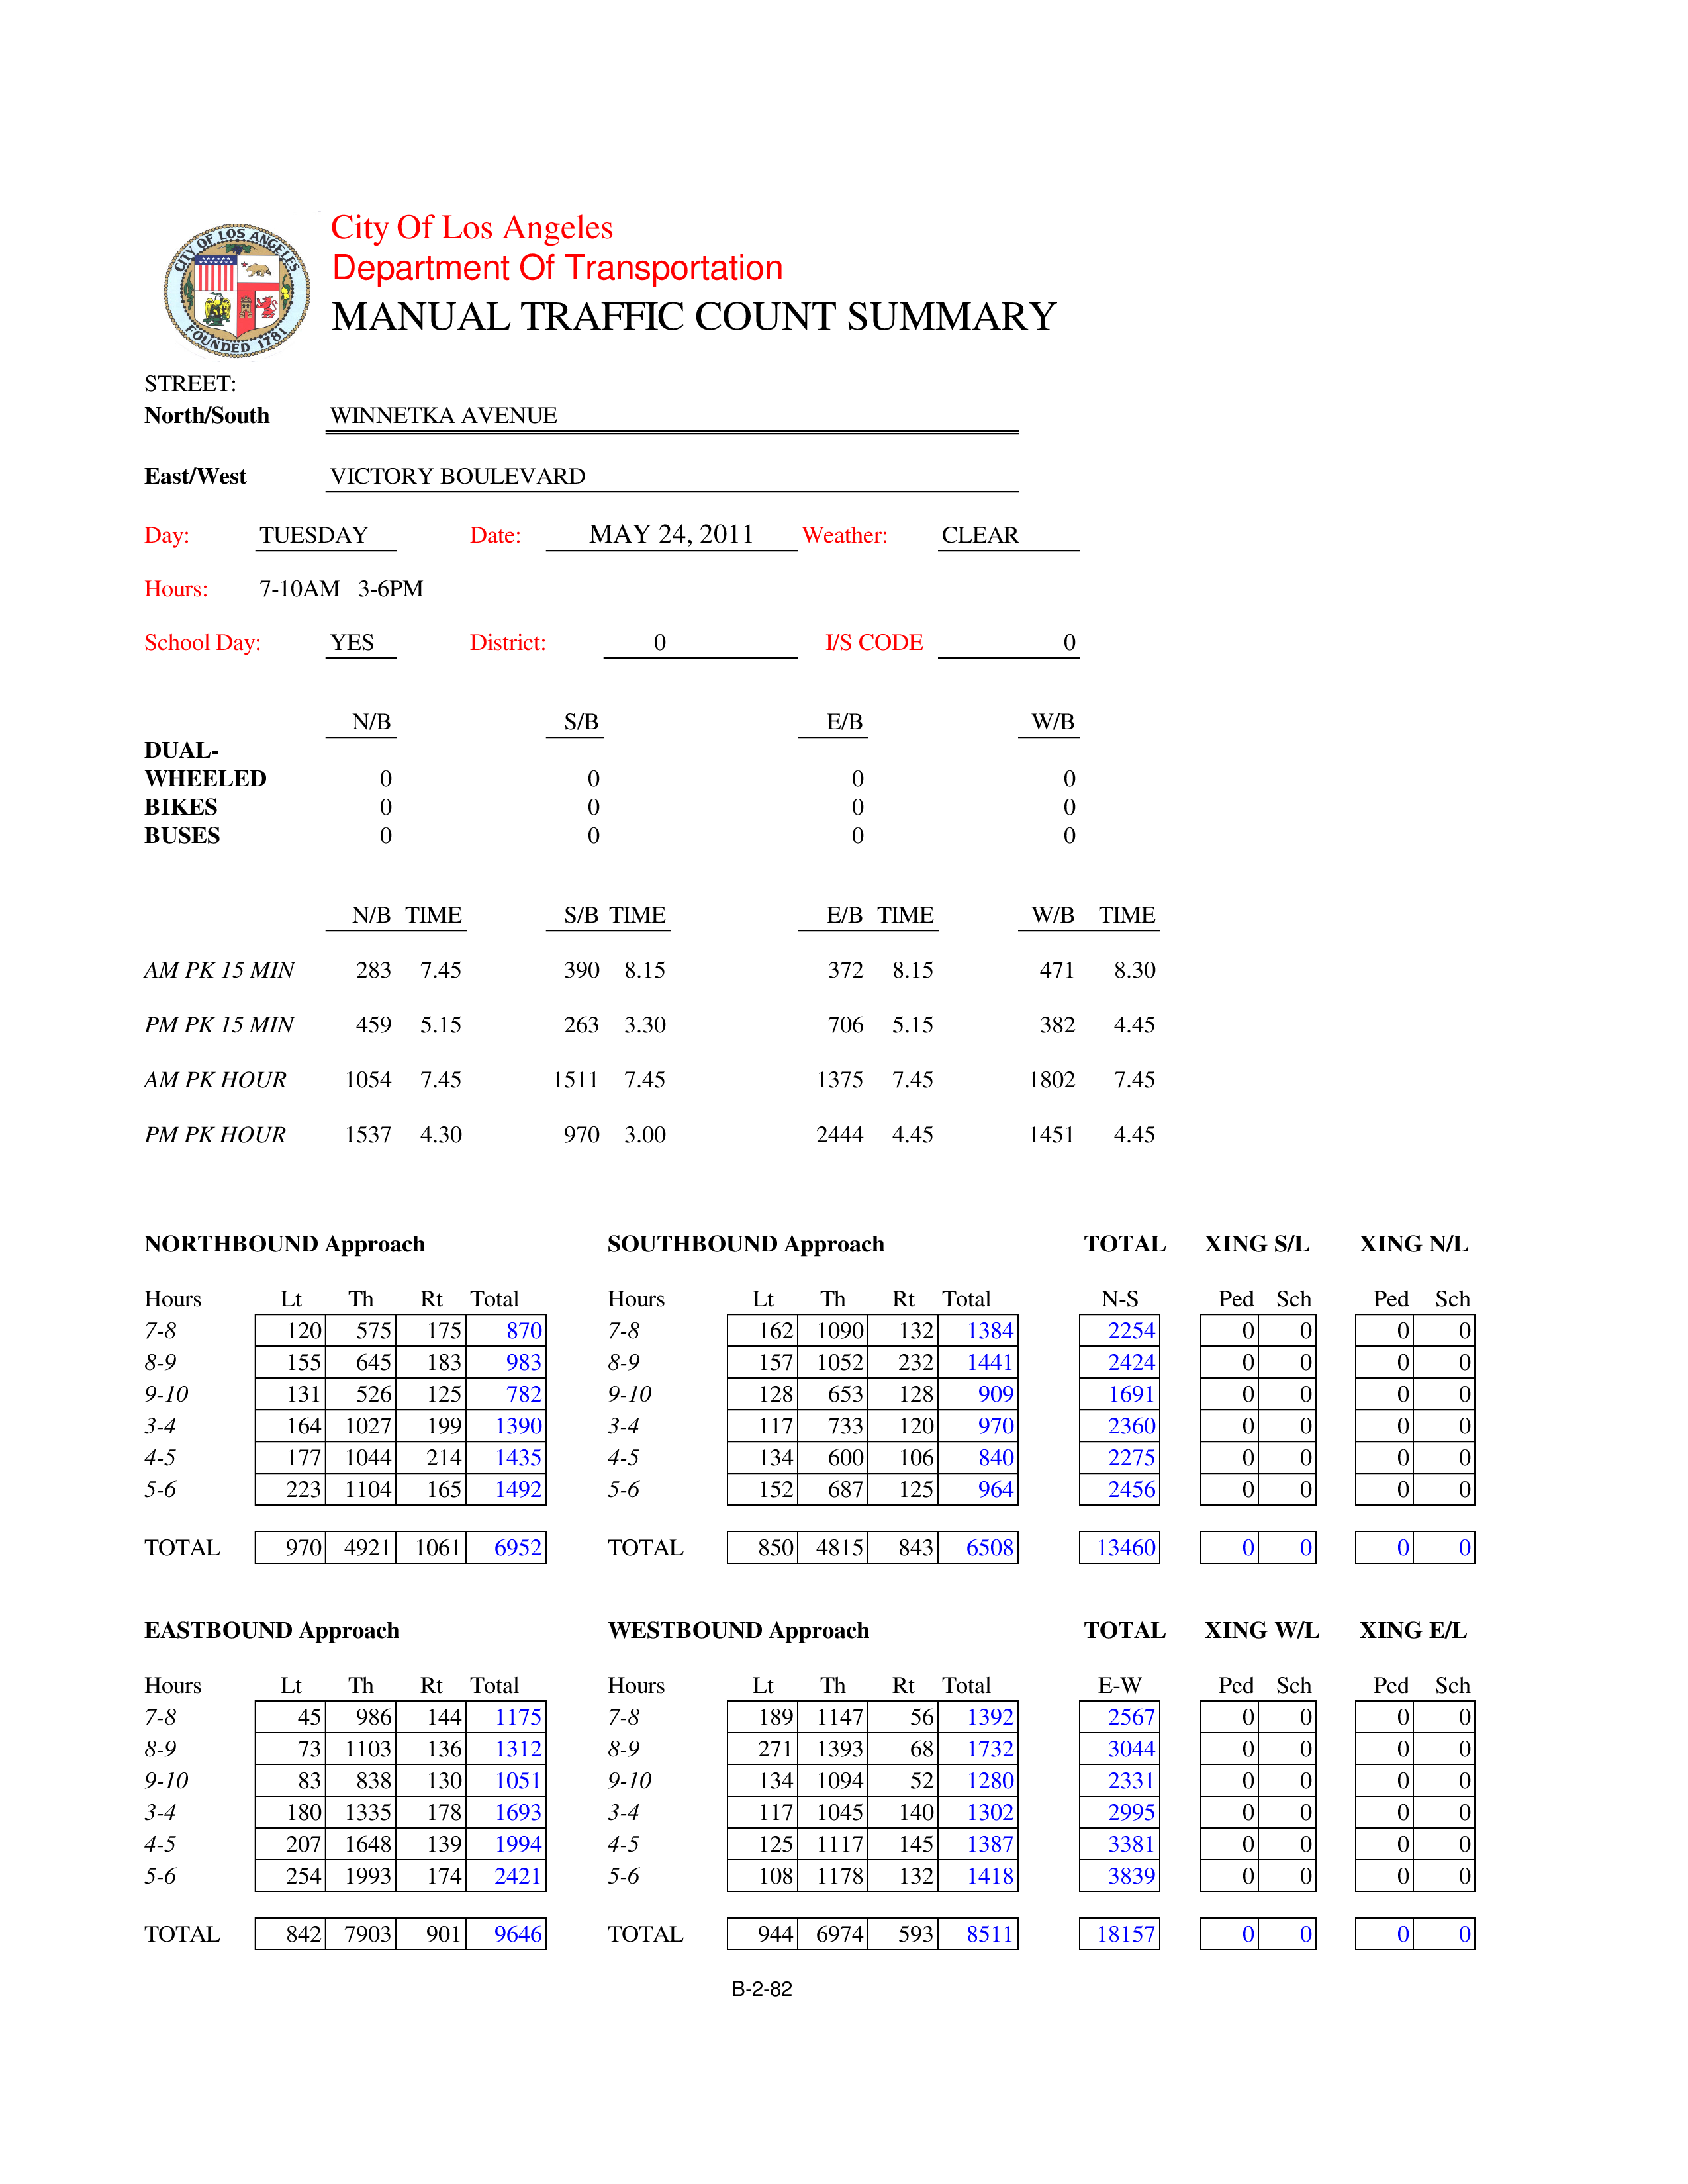 CITY OF LOS ANGELES
FOUNDED 1781
City Of Los Angeles
Department Of Transportation
MANUAL TRAFFIC COUNT SUMMARY
STREET:
North/South WINNETKA AVENUE
East/West VICTORY BOULEVARD
Day: TUESDAY Date: MAY 24, 2011 Weather: CLEAR
Hours: 7-10AM 3-6PM
School Day: YES District: 0 I/S CODE 0
N/B S/B E/B W/B
DUAL-
WHEELED 0 0 0 0
BIKES 0 0 0 0
BUSES 0 0 0 0
N/B TIME S/B TIME E/B TIME W/B TIME
AM PK 15 MIN 283 7.45 390 8.15 372 8.15 471 8.30
PM PK 15 MIN 459 5.15 263 3.30 706 5.15 382 4.45
AM PK HOUR 1054 7.45 1511 7.45 1375 7.45 1802 7.45
PM PK HOUR 1537 4.30 970 3.00 2444 4.45 1451 4.45
NORTHBOUND Approach SOUTHBOUND Approach TOTAL XING S/L XING N/L
Hours Lt Th Rt Total Hours Lt Th Rt Total N-S Ped Sch Ped Sch
7-8 120 575 175 870 7-8 162 1090 132 1384 2254 0 0 0 0
8-9 155 645 183 983 8-9 157 1052 232 1441 2424 0 0 0 0
9-10 131 526 125 782 9-10 128 653 128 909 1691 0 0 0 0
3-4 164 1027 199 1390 3-4 117 733 120 970 2360 0 0 0 0
4-5 177 1044 214 1435 4-5 134 600 106 840 2275 0 0 0 0
5-6 223 1104 165 1492 5-6 152 687 125 964 2456 0 0 0 0
TOTAL 970 4921 1061 6952 TOTAL 850 4815 843 6508 13460 0 0 0 0
EASTBOUND Approach WESTBOUND Approach TOTAL XING W/L XING E/L
Hours Lt Th Rt Total Hours Lt Th Rt Total E-W Ped Sch Ped Sch
7-8 45 986 144 1175 7-8 189 1147 56 1392 2567 0 0 0 0
8-9 73 1103 136 1312 8-9 271 1393 68 1732 3044 0 0 0 0
9-10 83 838 130 1051 9-10 134 1094 52 1280 2331 0 0 0 0
3-4 180 1335 178 1693 3-4 117 1045 140 1302 2995 0 0 0 0
4-5 207 1648 139 1994 4-5 125 1117 145 1387 3381 0 0 0 0
5-6 254 1993 174 2421 5-6 108 1178 132 1418 3839 0 0 0 0
TOTAL 842 7903 901 9646 TOTAL 944 6974 593 8511 18157 0 0 0 0
B-2-82